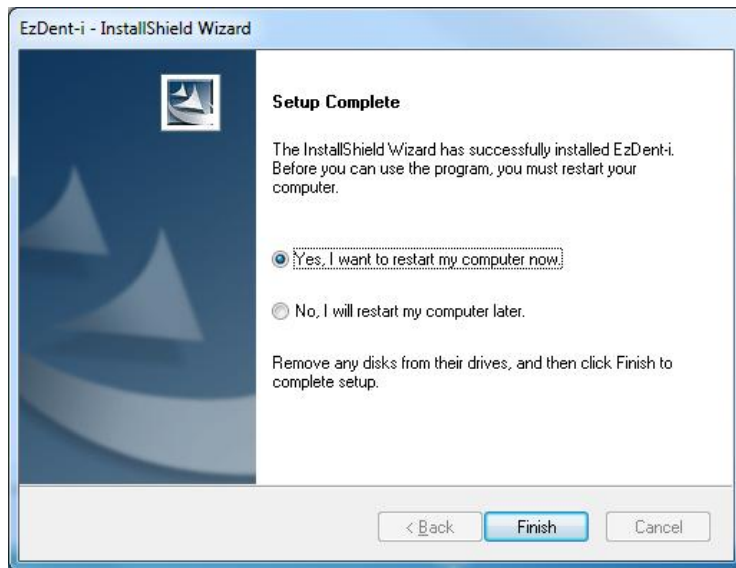 EzDent-i - InstallShield Wizard
Setup Complete
The InstallShield Wizard has successfully installed EzDent-i.
Before you can use the program, you must restart your
computer.
Yes, I want to restart my computer now.
No, I will restart my computer later.
Remove any disks from their drives, and then click Finish to
complete setup.
< Back Finish Cancel